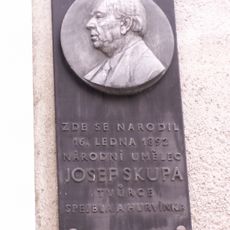 ZDE SE NARODIL
16. LEDNA 1892
NÁRODNÍ UMĚLEC
JOSEF SKUPA
TVŮRCE
SPEJBLA A HURVÍNKA